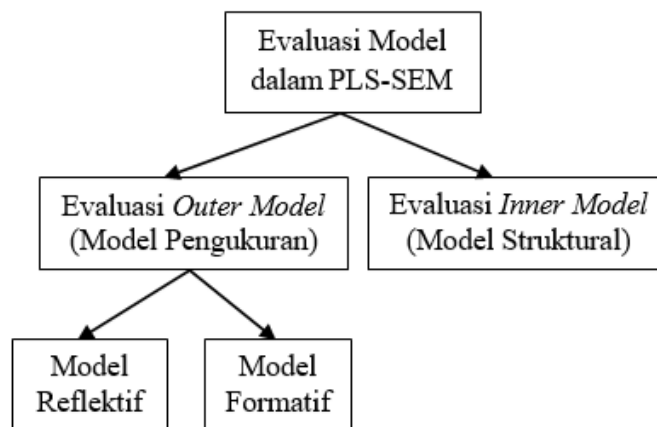 Evaluasi Model
dalam PLS-SEM
Evaluasi Outer Model
(Model Pengukuran)
Evaluasi Inner Model
(Model Struktural)
Model
Reflektif
Model
Formatif